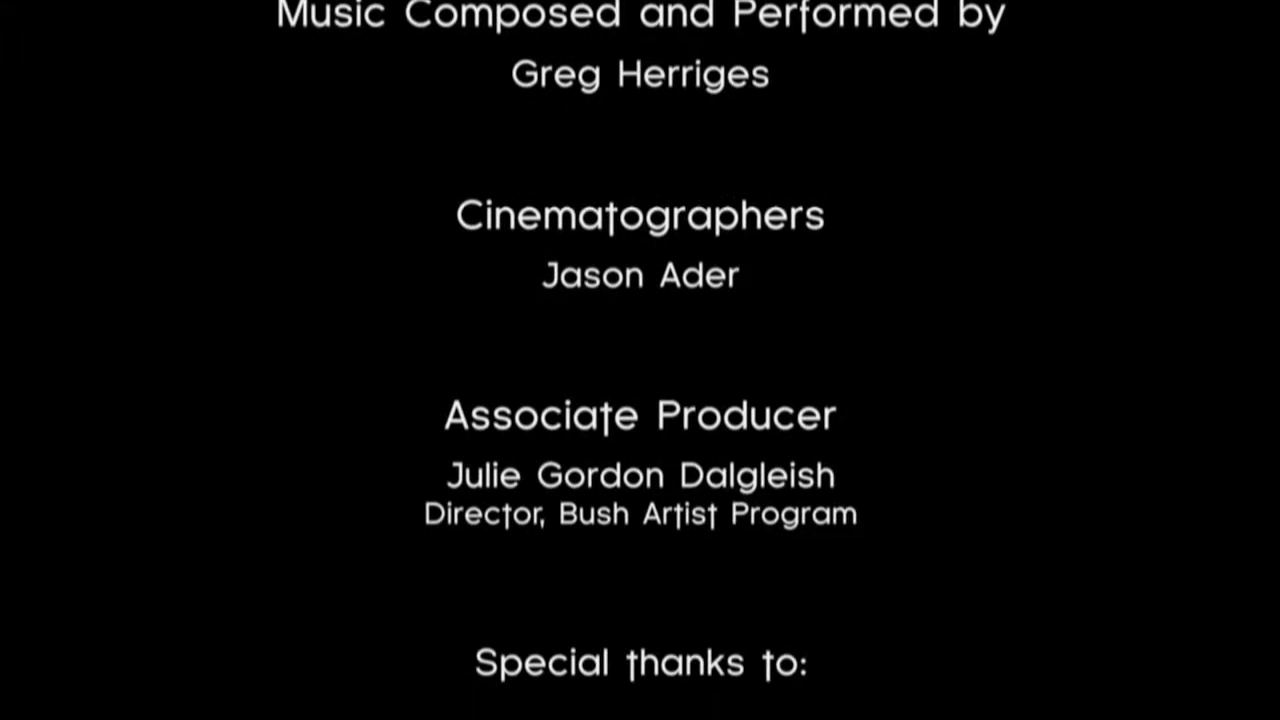 Music Composed and Performed by
Greg Herriges
Cinematographers
Jason Ader
Associate Producer
Julie Gordon Dalgleish
Director, Bush Artist Program
Special thanks to: